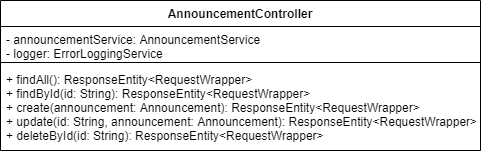 AnnouncementController
- announcementService: AnnouncementService
- logger: ErrorLoggingService
+ findAll(): ResponseEntity<RequestWrapper>
+ findById(id: String): ResponseEntity<RequestWrapper>
+ create(announcement: Announcement): ResponseEntity<RequestWrapper>
+ update(id: String, announcement: Announcement): ResponseEntity<RequestWrapper>
+ deleteById(id: String): ResponseEntity<RequestWrapper>